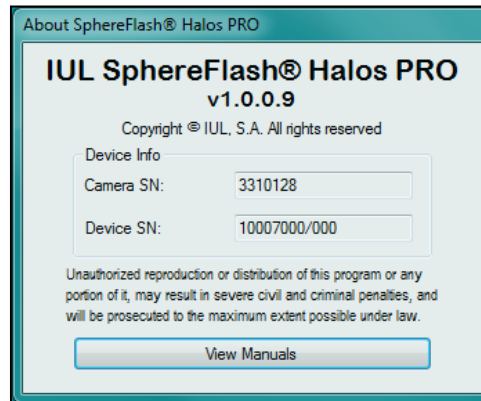 About SphereFlash® Halos PRO
IUL SphereFlash® Halos PRO
v1.0.0.9
Copyright © IUL, S.A. All rights reserved
Device Info
Camera SN: 3310128
Device SN: 10007000/000
Unauthorized reproduction or distribution of this program or any
portion of it, may result in severe civil and criminal penalties, and
will be prosecuted to the maximum extent possible under law.
View Manuals